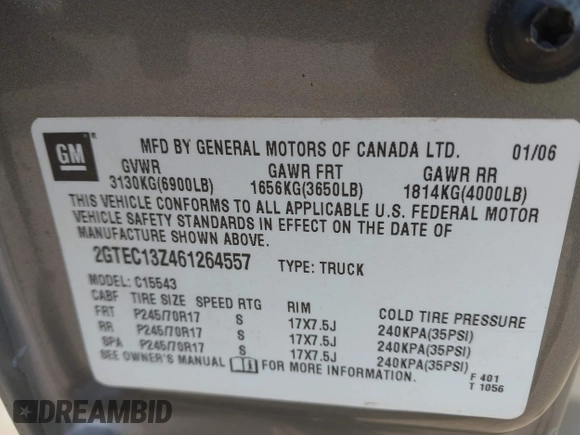 GM
MFD BY GENERAL MOTORS OF CANADA LTD. 01/06
GVWR GAWR FRT GAWR RR
3130KG(6900LB) 1656KG(3650LB) 1814KG(4000LB)
THIS VEHICLE CONFORMS TO ALL APPLICABLE U.S. FEDERAL MOTOR
VEHICLE SAFETY STANDARDS IN EFFECT ON THE DATE OF
MANUFACTURE SHOWN ABOVE.
2GTEC13Z461264557 TYPE: TRUCK
MODEL: C15543
CABF TIRE SIZE SPEED RTG RIM COLD TIRE PRESSURE
FRT P245/70R17 S 17X7.5J 240KPA(35PSI)
RR P245/70R17 S 17X7.5J 240KPA(35PSI)
SPA P245/70R17 S 17X7.5J 240KPA(35PSI)
SEE OWNER'S MANUAL FOR MORE INFORMATION. F 401
T 1056
DREAMBID